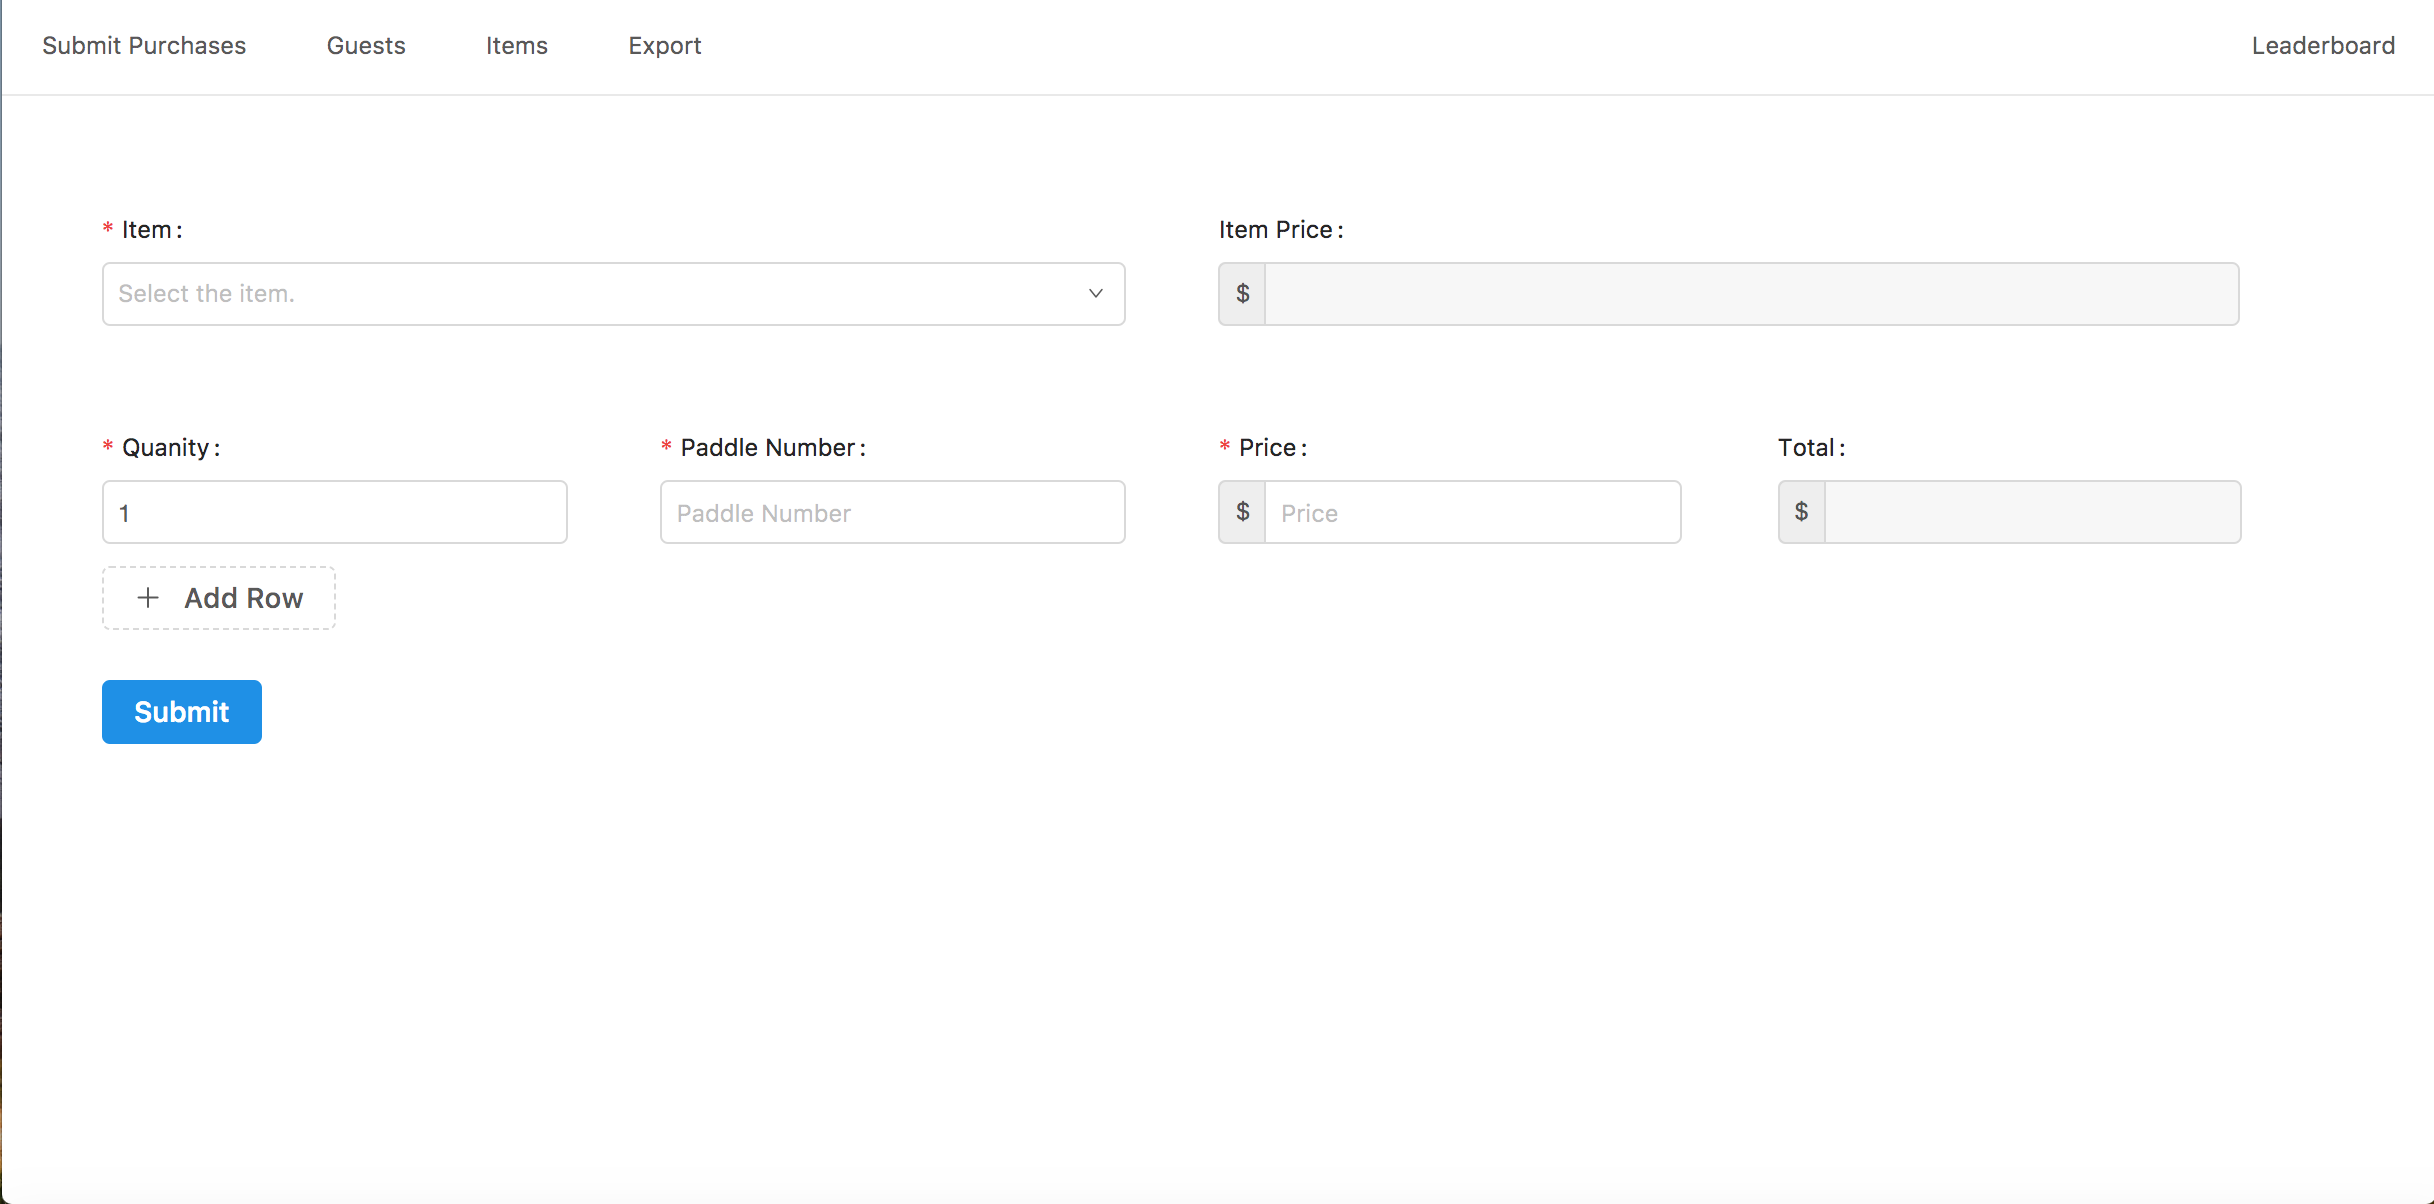 Submit Purchases Guests Items Export Leaderboard
* Item: Item Price:
Select the item. $
* Quanity: * Paddle Number: * Price: Total:
1 Paddle Number $ Price $
+ Add Row
Submit